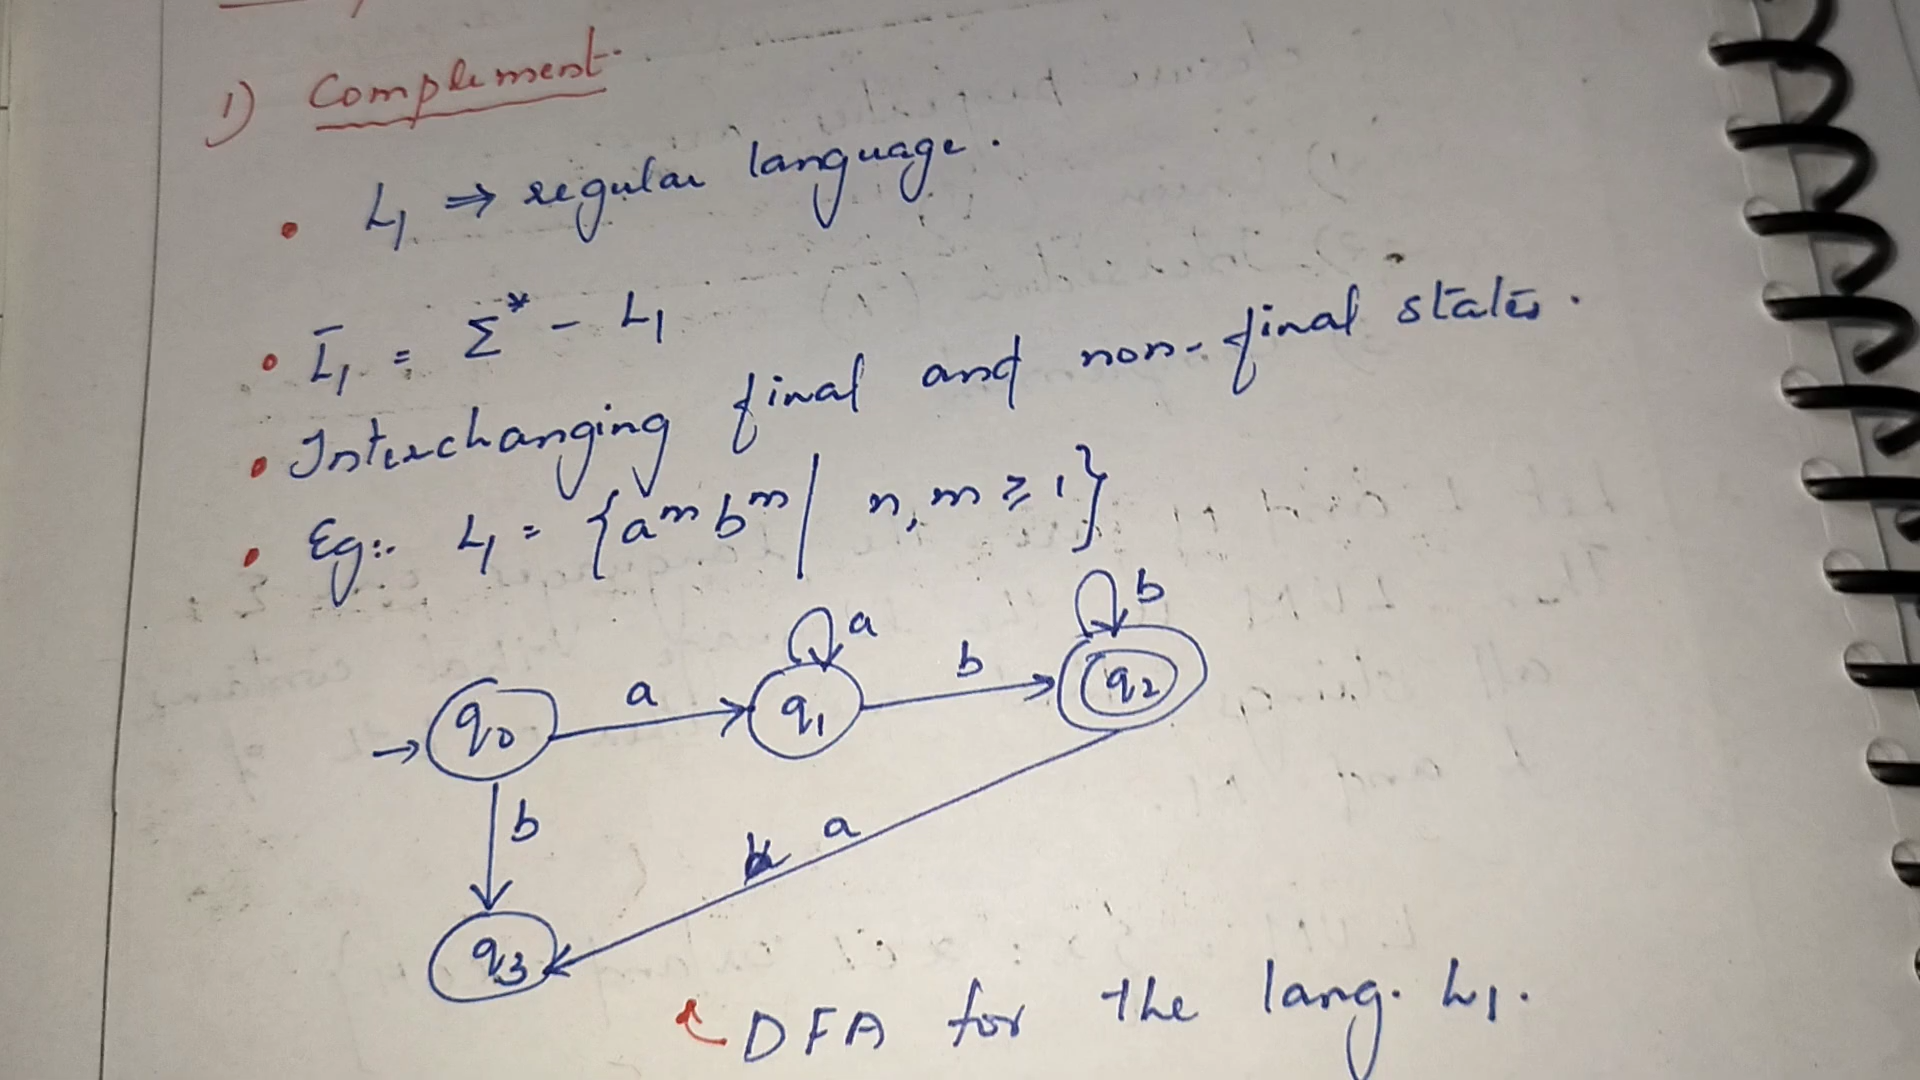 1) Complement.
• L₁ ⇒ regular language.
• L̄₁ = Σ* - L₁
• Interchanging final and non-final states.
• Eg:- L₁ = {aᵐbᵐ | n,m ≥ 1}
a
b
q₀ a q₁ b q₂
b
a
q₃
DFA for the lang. L₁.